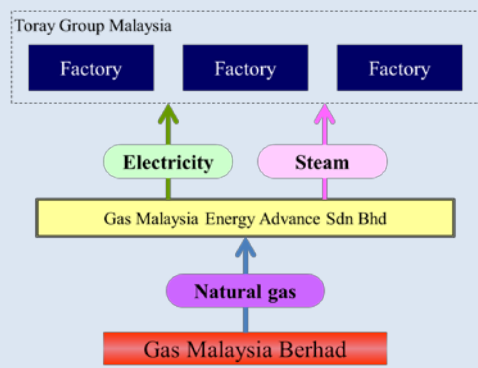 Toray Group Malaysia
Factory Factory Factory
Electricity Steam
Gas Malaysia Energy Advance Sdn Bhd
Natural gas
Gas Malaysia Berhad